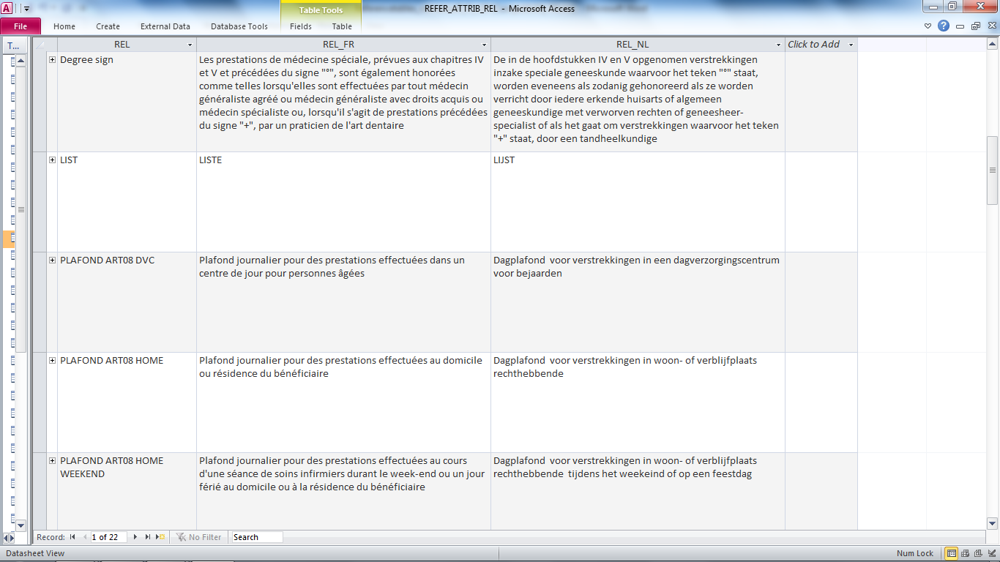 REFER_ATTRIB_REL - Microsoft Access
Table Tools
File
Home
Create
External Data
Database Tools
Fields
Table
T...
REL
REL_FR
REL_NL
Click to Add
Degree sign
Les prestations de médecine spéciale, prévues aux chapitres IV
et V et précédées du signe "°", sont également honorées
comme telles lorsqu'elles sont effectuées par tout médecin
généraliste agréé ou médecin généraliste avec droits acquis ou
médecin spécialiste ou, lorsqu'il s'agit de prestations précédées
du signe "+", par un praticien de l'art dentaire
De in de hoofdstukken IV en V opgenomen verstrekkingen
inzake speciale geneeskunde waarvoor het teken "°" staat,
worden eveneens als zodanig gehonoreerd als ze worden
verricht door iedere erkende huisarts of algemeen
geneeskundige met verworven rechten of geneesheer-
specialist of als het gaat om verstrekkingen waarvoor het teken
"+" staat, door een tandheelkundige
LIST
LISTE
LIJST
PLAFOND ART08 DVC
Plafond journalier pour des prestations effectuées dans un
centre de jour pour personnes âgées
Dagplafond voor verstrekkingen in een dagverzorgingscentrum
voor bejaarden
PLAFOND ART08 HOME
Plafond journalier pour des prestations effectuées au domicile
ou résidence du bénéficiaire
Dagplafond voor verstrekkingen in woon- of verblijfplaats
rechthebbende
PLAFOND ART08 HOME
WEEKEND
Plafond journalier pour des prestations effectuées au cours
d'une séance de soins infirmiers durant le week-end ou un jour
férié au domicile ou à la résidence du bénéficiaire
Dagplafond voor verstrekkingen in woon- of verblijfplaats
rechthebbende tijdens het weekeind of op een feestdag
Record:
1 of 22
No Filter
Search
Datasheet View
Num Lock